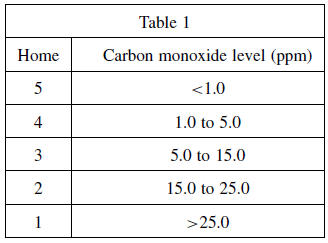 Table 1
Home Carbon monoxide level (ppm)
5 <1.0
4 1.0 to 5.0
3 5.0 to 15.0
2 15.0 to 25.0
1 >25.0